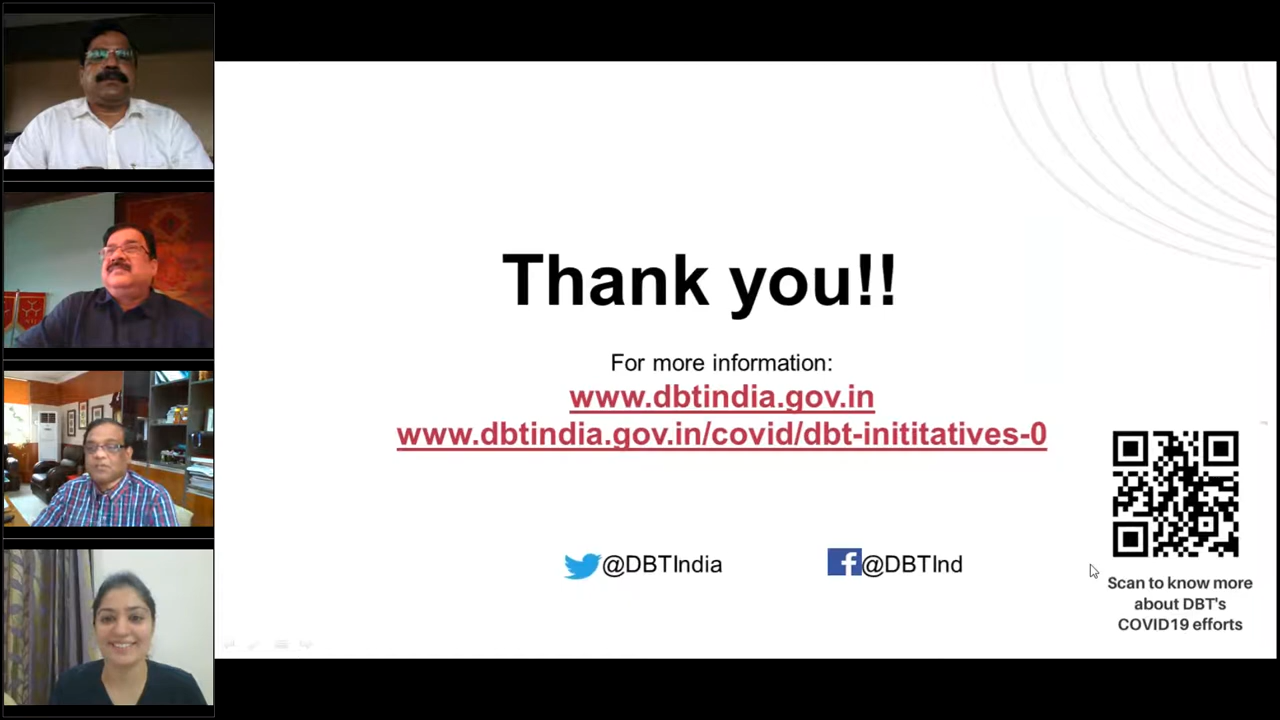 Thank you!!
For more information:
www.dbtindia.gov.in
www.dbtindia.gov.in/covid/dbt-inititatives-0
@DBTIndia
@DBTInd
Scan to know more
about DBT's
COVID19 efforts